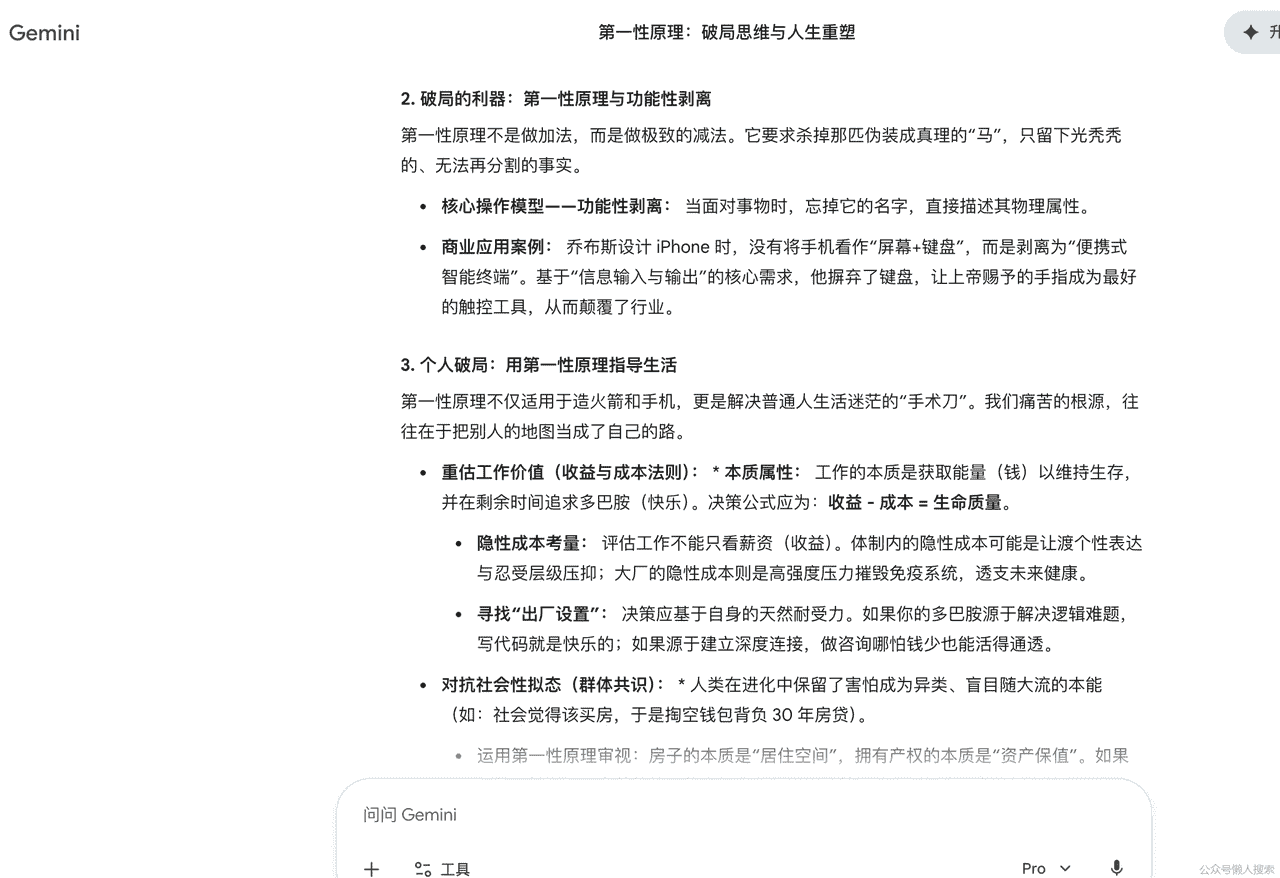 Gemini
第一性原理：破局思维与人生重塑
升
2. 破局的利器：第一性原理与功能性剥离
第一性原理不是做加法，而是做极致的减法。它要求杀掉那匹伪装成真理的“马”，只留下光秃秃
的、无法再分割的事实。
• 核心操作模型——功能性剥离： 当面对事物时，忘掉它的名字，直接描述其物理属性。
• 商业应用案例： 乔布斯设计 iPhone 时，没有将手机看作“屏幕+键盘”，而是剥离为“便携式
智能终端”。基于“信息输入与输出”的核心需求，他摒弃了键盘，让上帝赐予的手指成为最好
的触控工具，从而颠覆了行业。
3. 个人破局：用第一性原理指导生活
第一性原理不仅适用于造火箭和手机，更是解决普通人生活迷茫的“手术刀”。我们痛苦的根源，往
往在于把别人的地图当成了自己的路。
• 重估工作价值（收益与成本法则）： * 本质属性： 工作的本质是获取能量（钱）以维持生存，
并在剩余时间追求多巴胺（快乐）。决策公式应为：收益 - 成本 = 生命质量。
• 隐性成本考量： 评估工作不能只看薪资（收益）。体制内的隐性成本可能是让渡个性表达
与忍受层级压抑；大厂的隐性成本则是高强度压力摧毁免疫系统，透支未来健康。
• 寻找“出厂设置”： 决策应基于自身的天然耐受力。如果你的多巴胺源于解决逻辑难题，
写代码就是快乐的；如果源于建立深度连接，做咨询哪怕钱少也能活得通透。
• 对抗社会性拟态（群体共识）： * 人类在进化中保留了害怕成为异类、盲目随大流的本能
（如：社会觉得该买房，于是掏空钱包背负 30 年房贷）。
• 运用第一性原理审视：房子的本质是“居住空间”，拥有产权的本质是“资产保值”。如果
问问 Gemini
工具
Pro
公众号懒人搜索